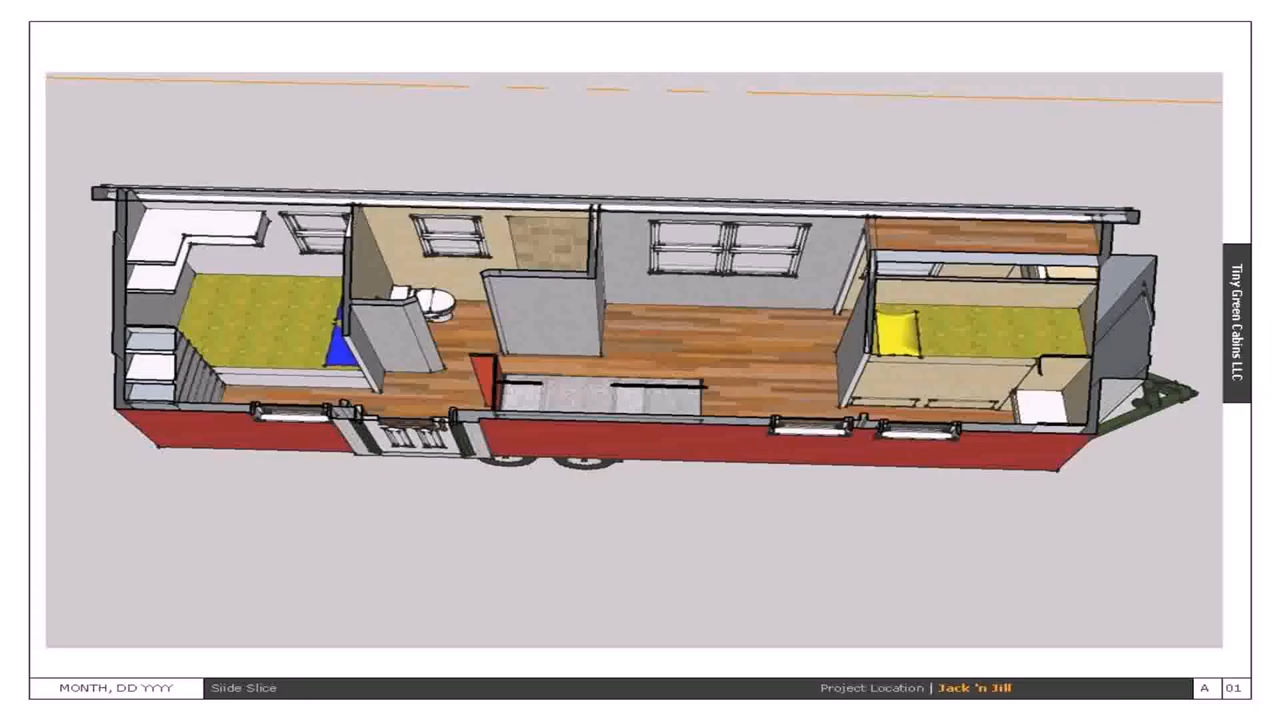 Tiny Green Cabins LLC
MONTH, DD YYYY
Siide Slice
Project Location | Jack 'n Jill
A
01